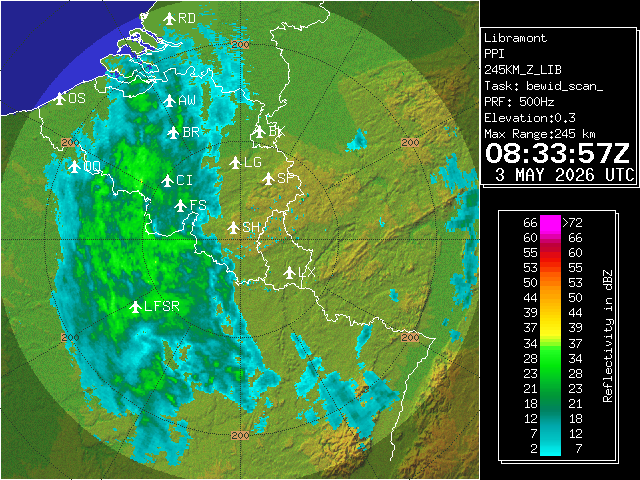 RD
200
OS
AW
BR
BK
200
200
QO
LG
CI
SP
FS
SH
LX
LFSR
200
200
200
Libramont
PPI
245KM_Z_LIB
Task: bewid_scan_
PRF: 500Hz
Elevation:0.3
Max Range:245 km
08:33:57Z
3 MAY 2026 UTC
66 >72
60 66
55 60
53 55
50 53
44 50
39 44
37 39
34 37
28 34
23 28
21 23
18 21
12 18
7 12
2 7
Reflectivity in dBZ